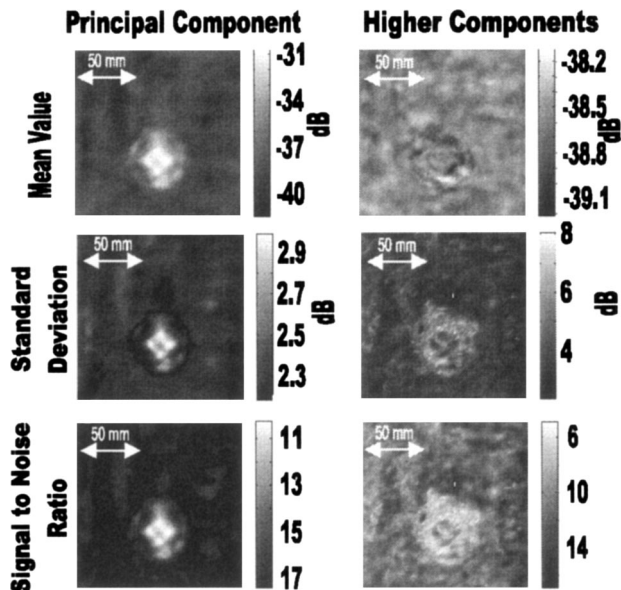 Principal Component
Higher Components
Mean Value
50 mm
-31
-34
-37
-40
dB
50 mm
-38.2
-38.5
-38.8
-39.1
dB
Standard
Deviation
50 mm
2.9
2.7
2.5
2.3
dB
50 mm
8
6
4
dB
Signal to Noise
Ratio
50 mm
11
13
15
17
50 mm
6
10
14